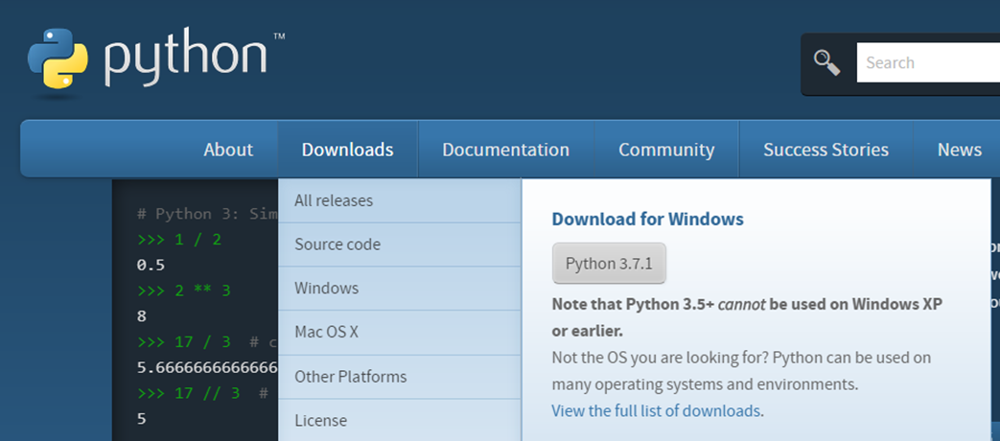 python™
Search
About Downloads Documentation Community Success Stories News
# Python 3: Sim
>>> 1 / 2
0.5
>>> 2 ** 3
8
>>> 17 / 3 # c
5.6666666666666
>>> 17 // 3 #
5
All releases
Source code
Windows
Mac OS X
Other Platforms
License
Download for Windows
Python 3.7.1
Note that Python 3.5+ cannot be used on Windows XP
or earlier.
Not the OS you are looking for? Python can be used on
many operating systems and environments.
View the full list of downloads.